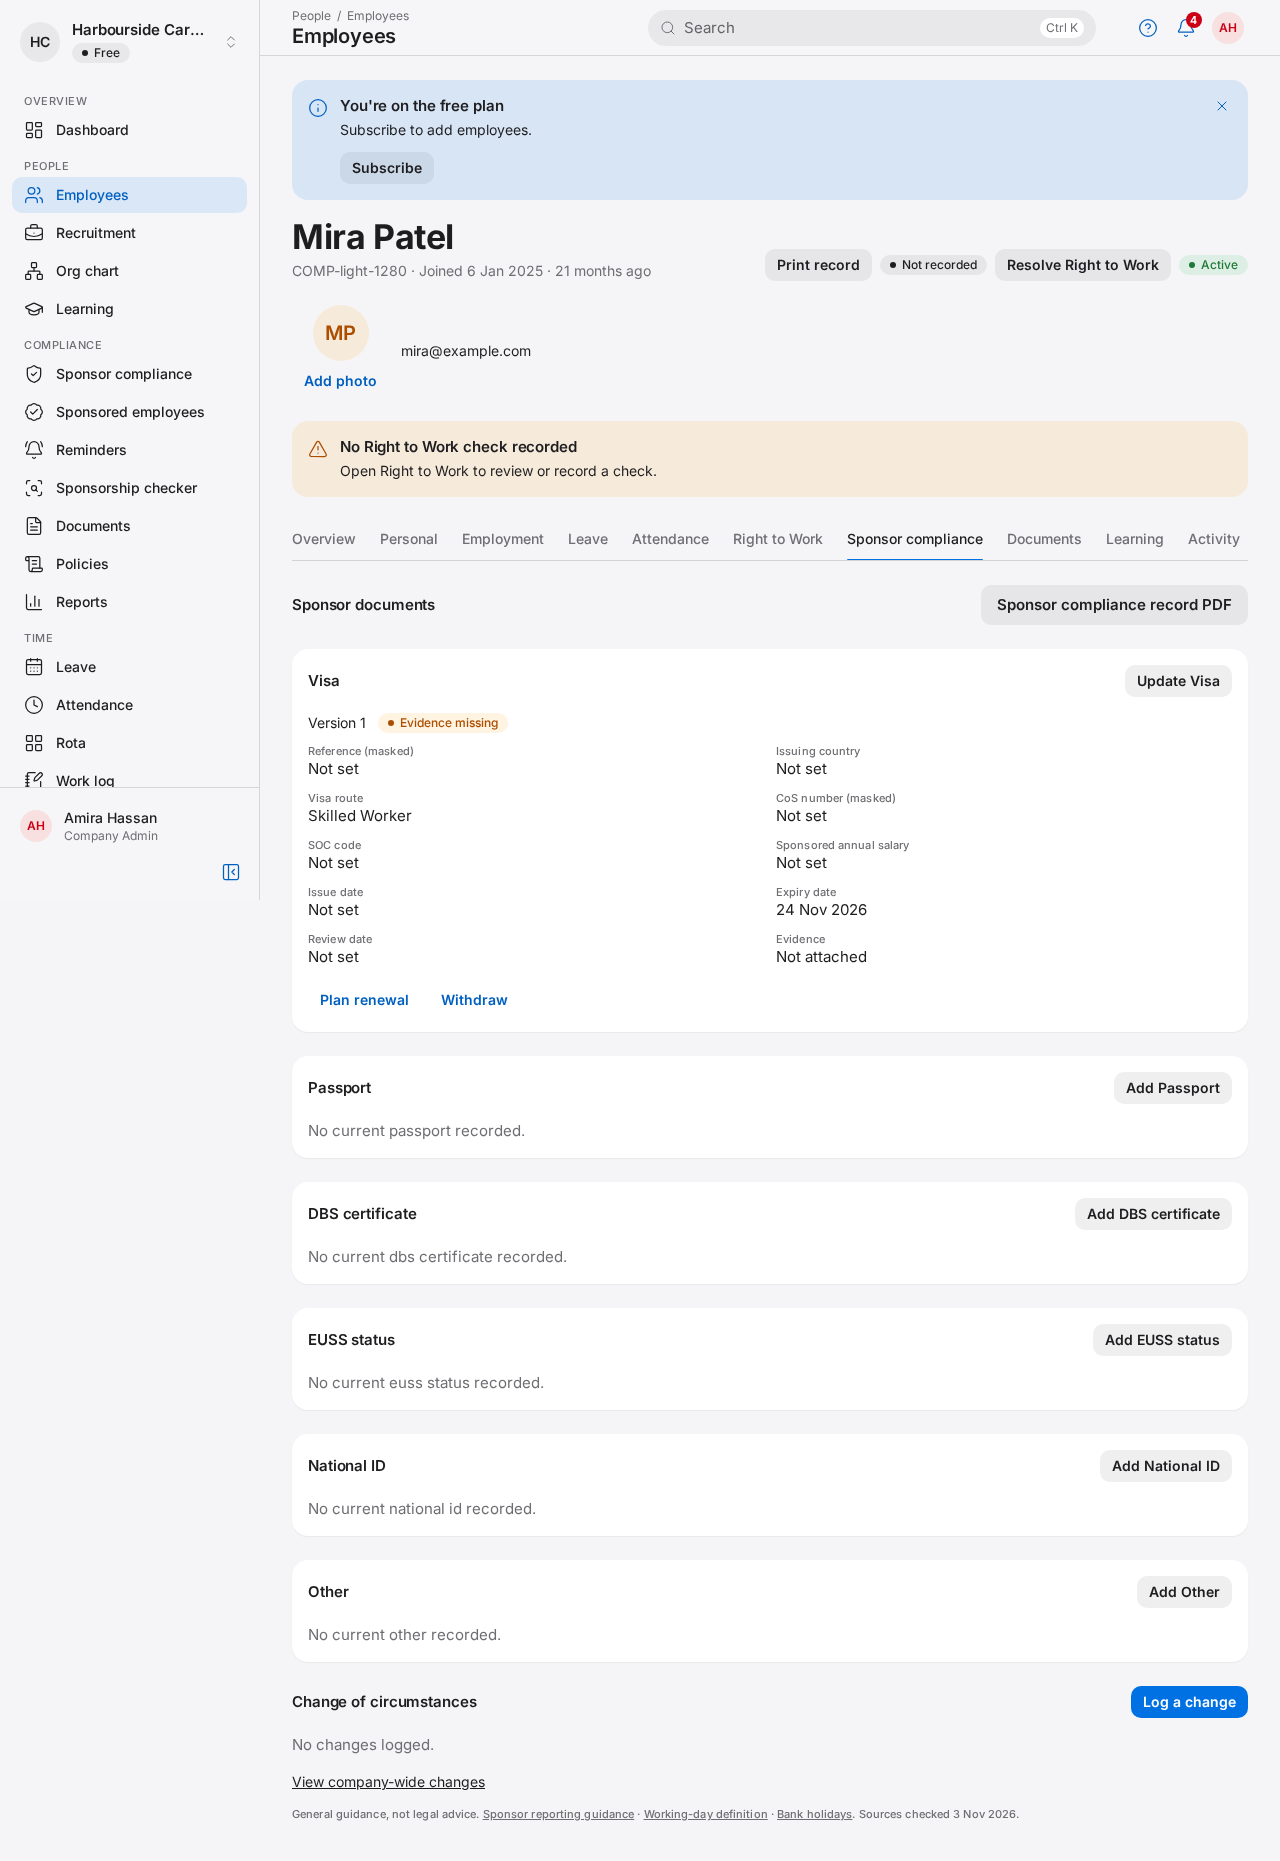 HC
Harbourside Car...
Free
OVERVIEW
Dashboard
PEOPLE
Employees
Recruitment
Org chart
Learning
COMPLIANCE
Sponsor compliance
Sponsored employees
Reminders
Sponsorship checker
Documents
Policies
Reports
TIME
Leave
Attendance
Rota
Work log
AH
Amira Hassan
Company Admin
People / Employees
Employees
Search
Ctrl K
4
AH
You're on the free plan
Subscribe to add employees.
Subscribe
Mira Patel
COMP-light-1280 · Joined 6 Jan 2025 · 21 months ago
Print record
Not recorded
Resolve Right to Work
Active
MP
mira@example.com
Add photo
No Right to Work check recorded
Open Right to Work to review or record a check.
Overview Personal Employment Leave Attendance Right to Work Sponsor compliance Documents Learning Activity
Sponsor documents
Sponsor compliance record PDF
Visa
Update Visa
Version 1
Evidence missing
Reference (masked)
Not set
Issuing country
Not set
Visa route
Skilled Worker
CoS number (masked)
Not set
SOC code
Not set
Sponsored annual salary
Not set
Issue date
Not set
Expiry date
24 Nov 2026
Review date
Not set
Evidence
Not attached
Plan renewal
Withdraw
Passport
Add Passport
No current passport recorded.
DBS certificate
Add DBS certificate
No current dbs certificate recorded.
EUSS status
Add EUSS status
No current euss status recorded.
National ID
Add National ID
No current national id recorded.
Other
Add Other
No current other recorded.
Change of circumstances
Log a change
No changes logged.
View company-wide changes
General guidance, not legal advice. Sponsor reporting guidance · Working-day definition · Bank holidays. Sources checked 3 Nov 2026.